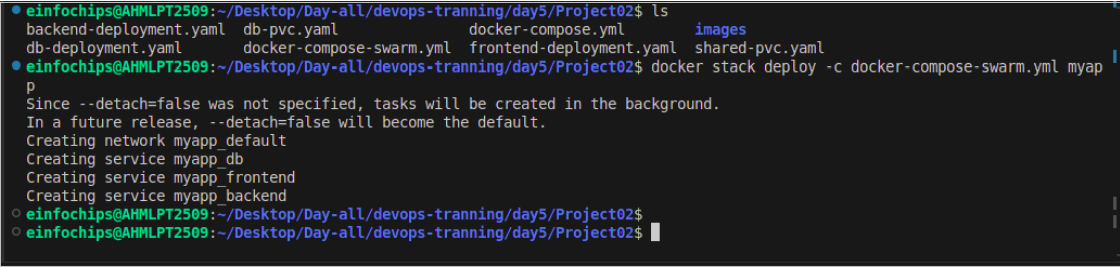 einfochips@AHMLPT2509:~/Desktop/Day-all/devops-tranning/day5/Project02$ ls
backend-deployment.yaml  db-pvc.yaml               docker-compose.yml        images
db-deployment.yaml       docker-compose-swarm.yml  frontend-deployment.yaml  shared-pvc.yaml
einfochips@AHMLPT2509:~/Desktop/Day-all/devops-tranning/day5/Project02$ docker stack deploy -c docker-compose-swarm.yml myap
p
Since --detach=false was not specified, tasks will be created in the background.
In a future release, --detach=false will become the default.
Creating network myapp_default
Creating service myapp_db
Creating service myapp_frontend
Creating service myapp_backend
einfochips@AHMLPT2509:~/Desktop/Day-all/devops-tranning/day5/Project02$
einfochips@AHMLPT2509:~/Desktop/Day-all/devops-tranning/day5/Project02$